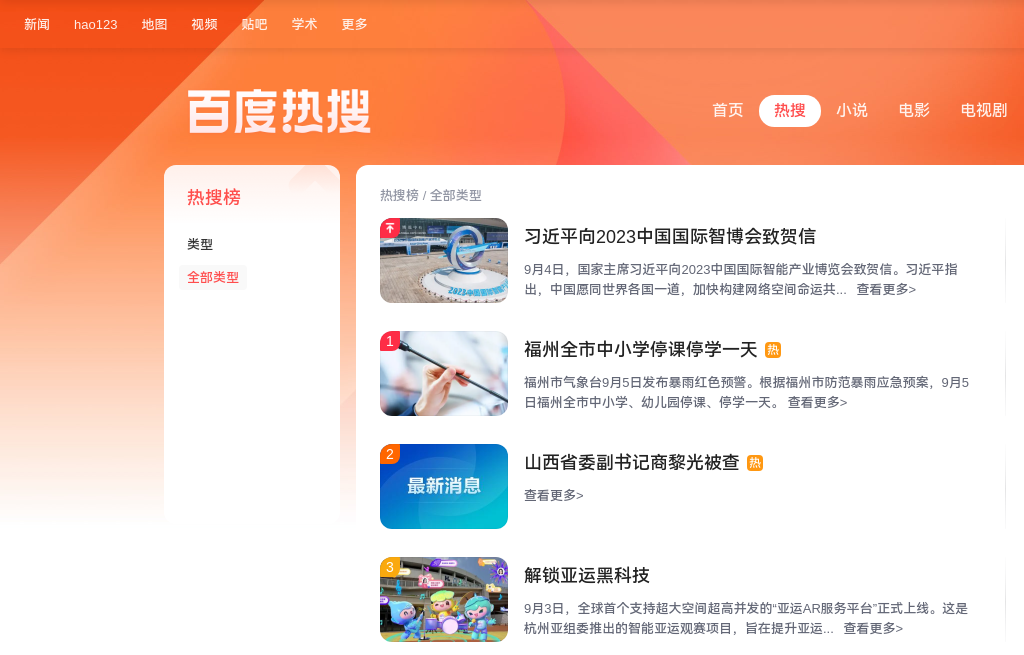 新闻 hao123 地图 视频 贴吧 学术 更多
百度热搜
首页 热搜 小说 电影 电视剧
热搜榜
类型
全部类型
热搜榜 / 全部类型
习近平向2023中国国际智博会致贺信
9月4日，国家主席习近平向2023中国国际智能产业博览会致贺信。习近平指
出，中国愿同世界各国一道，加快构建网络空间命运共... 查看更多>
1
福州全市中小学停课停学一天 热
福州市气象台9月5日发布暴雨红色预警。根据福州市防范暴雨应急预案，9月5
日福州全市中小学、幼儿园停课、停学一天。 查看更多>
2
最新消息
山西省委副书记商黎光被查 热
查看更多>
3
解锁亚运黑科技
9月3日，全球首个支持超大空间超高并发的“亚运AR服务平台”正式上线。这是
杭州亚组委推出的智能亚运观赛项目，旨在提升亚运... 查看更多>